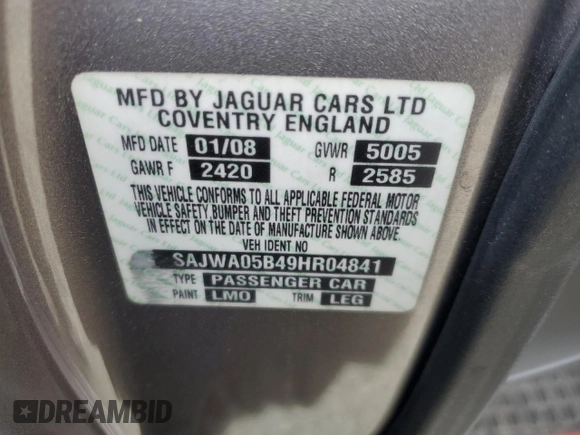 MFD BY JAGUAR CARS LTD
COVENTRY ENGLAND
MFD DATE 01/08 GVWR 5005
GAWR F 2420 R 2585
THIS VEHICLE CONFORMS TO ALL APPLICABLE FEDERAL MOTOR
VEHICLE SAFETY BUMPER AND THEFT PREVENTION STANDARDS
IN EFFECT ON THE DATE OF MANUFACTURE SHOWN ABOVE.
VEH IDENT NO
SAJWA05B49HR04841
TYPE PASSENGER CAR
PAINT LMO TRIM LEG
DREAMBID